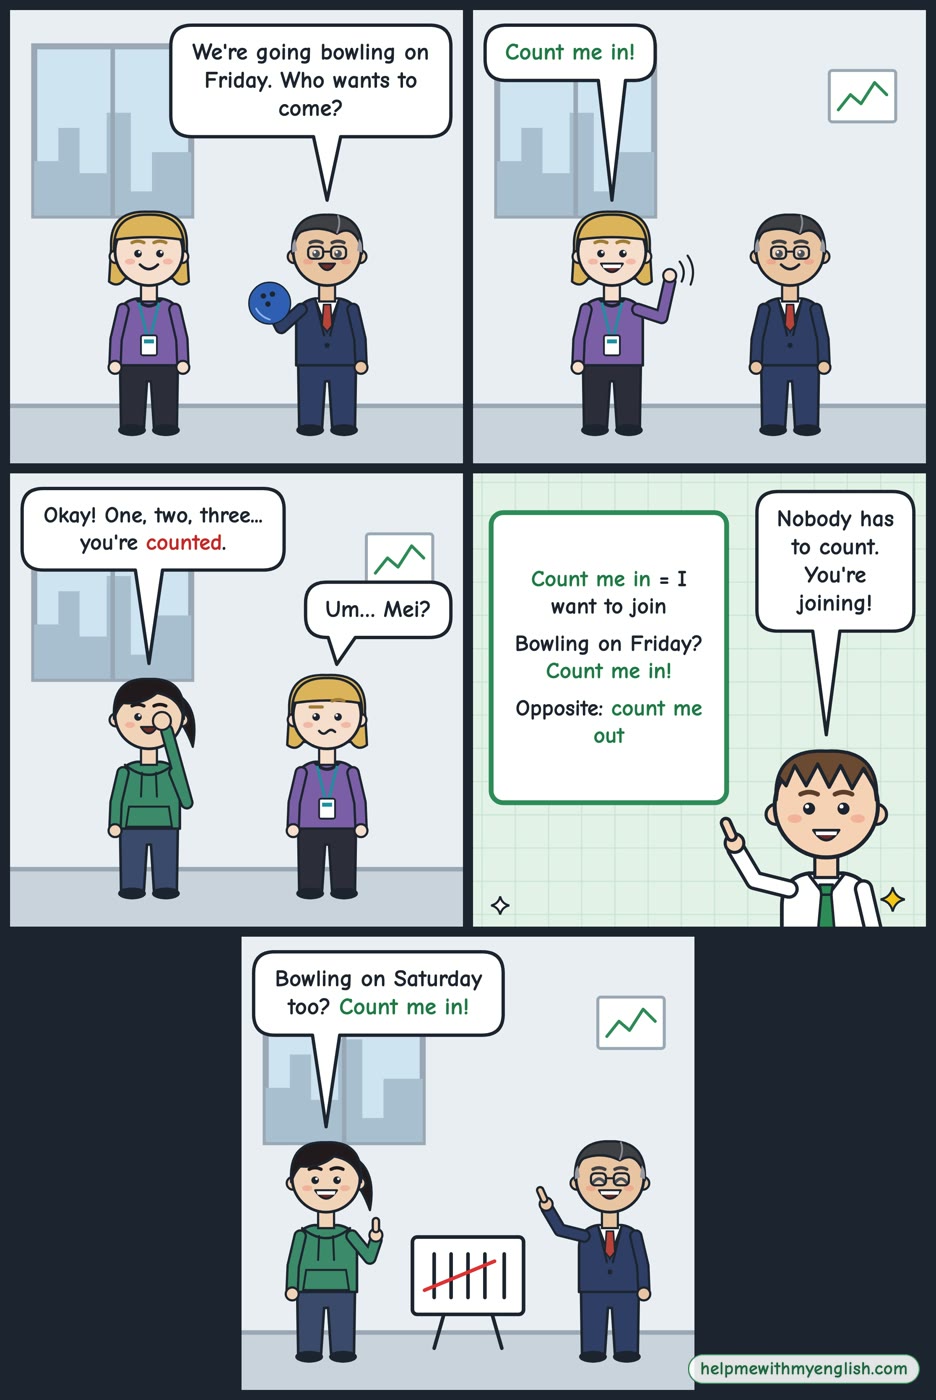 We're going bowling on
Friday. Who wants to
come?
Count me in!
Okay! One, two, three...
you're counted.
Um... Mei?
Count me in = I
want to join
Bowling on Friday?
Count me in!
Opposite: count me
out
Nobody has
to count.
You're
joining!
Bowling on Saturday
too? Count me in!
helpmewithmyenglish.com